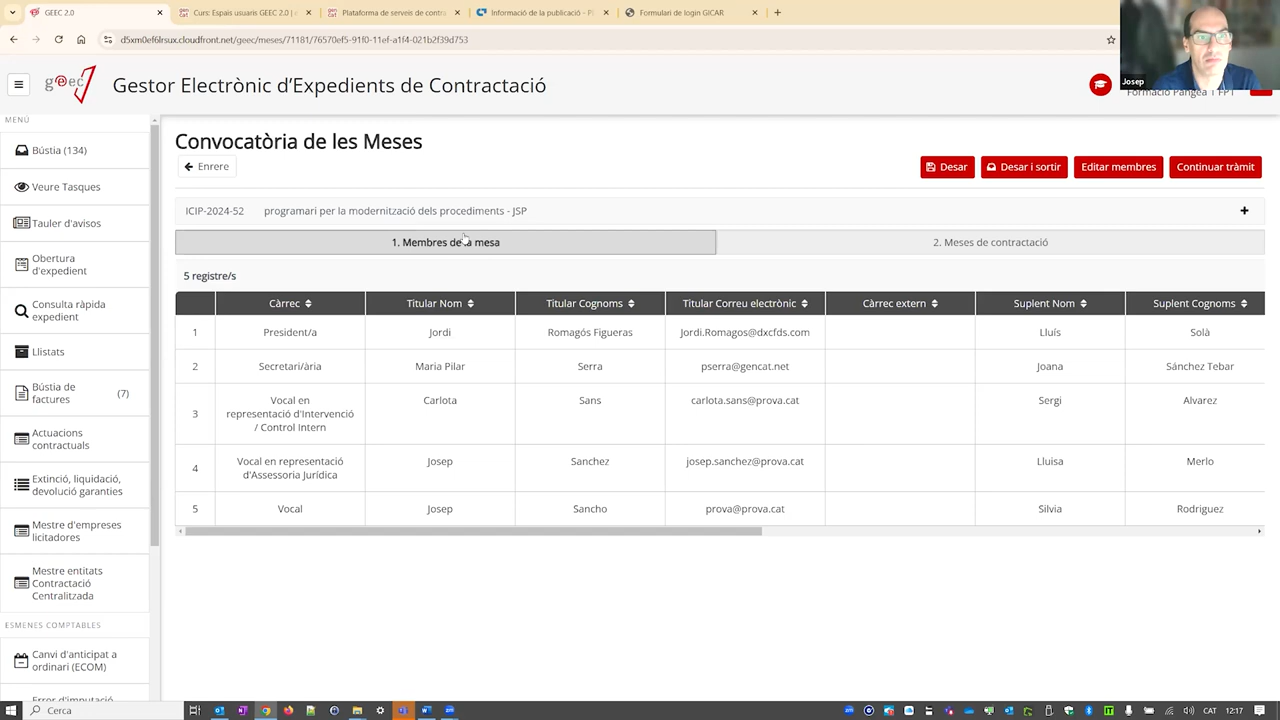 GEEC 2.0
Curs: Espais usuaris GEEC 2.0 | e
Plataforma de serveis de contra
Informació de la publicació - Pl
Formulari de login GICAR
d5xm0ef6lrsux.cloudfront.net/geec/meses/71181/76570ef5-91f0-11ef-a1f4-021b2f39d753
Josep
geec
Gestor Electrònic d'Expedients de Contractació
Formació Pangea 1 FP1
MENÚ
Bústia (134)
Veure Tasques
Tauler d'avisos
Obertura
d'expedient
Consulta ràpida
expedient
Llistats
Bústia de
factures
(7)
Actuacions
contractuals
Extinció, liquidación,
devolució garanties
Mestre d'empreses
licitadores
Mestre entitats
Contractació
Centralitzada
ESMENES COMPTABLES
Canvi d'anticipat a
ordinari (ECOM)
Error d'imputació
Convocatòria de les Meses
Enrere
Desar
Desar i sortir
Editar membres
Continuar tràmit
ICIP-2024-52 programari per la modernització dels procediments - JSP
1. Membres de la mesa
2. Meses de contractació
5 registre/s
Càrrec Titular Nom Titular Cognoms Titular Correu electrònic Càrrec extern Suplent Nom Suplent Cognoms
1 President/a Jordi Romagós Figueras Jordi.Romagos@dxcfds.com Lluís Solà
2 Secretari/ària Maria Pilar Serra pserra@gencat.net Joana Sánchez Tebar
3 Vocal en representació d'Intervenció / Control Intern Carlota Sans carlota.sans@prova.cat Sergi Alvarez
4 Vocal en representació d'Assessoria Jurídica Josep Sanchez josep.sanchez@prova.cat Lluisa Merlo
5 Vocal Josep Sancho prova@prova.cat Silvia Rodriguez
Cerca
CAT
12:17